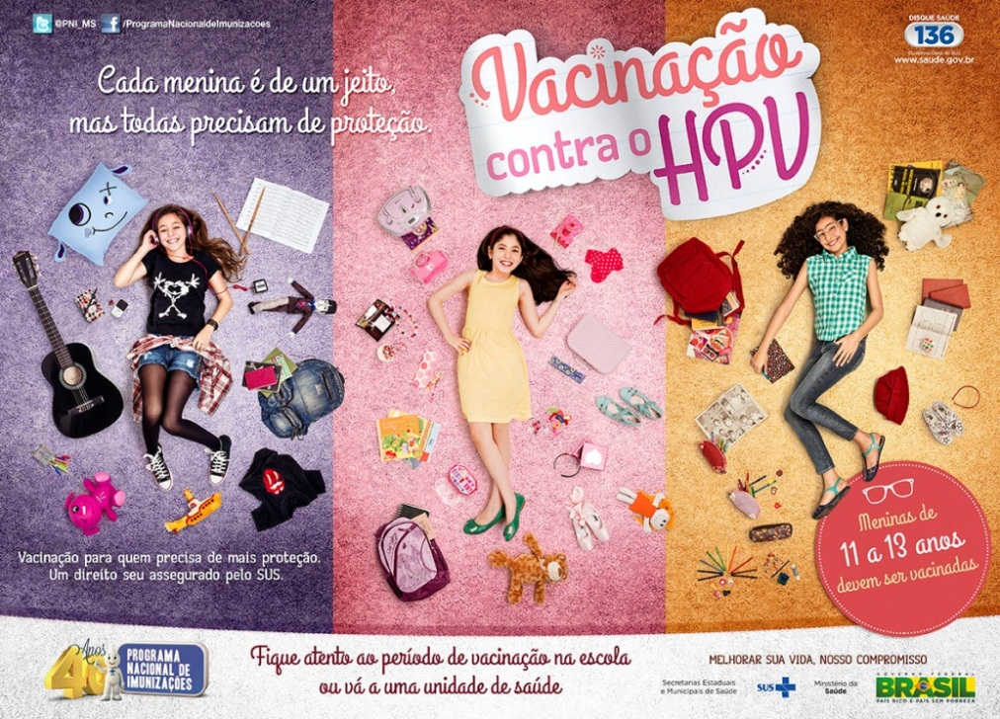 @PNI_MS /ProgramaNacionaldeImunizacoes
DISQUE SAÚDE
136
Ouvidoria Geral do SUS
www.saude.gov.br
Cada menina é de um jeito,
mas todas precisam de proteção.
Vacinação
contra o HPV
Meninas de
11 a 13 anos
devem ser vacinadas
Vacinação para quem precisa de mais proteção.
Um direito seu assegurado pelo SUS.
40 Anos
PROGRAMA
NACIONAL DE
IMUNIZAÇÕES
Fique atento ao período de vacinação na escola
ou vá a uma unidade de saúde
MELHORAR SUA VIDA, NOSSO COMPROMISSO
Secretarias Estaduais
e Municipais de Saúde
SUS
Ministério da
Saúde
GOVERNO FEDERAL
BRASIL
PAÍS RICO É PAÍS SEM POBREZA